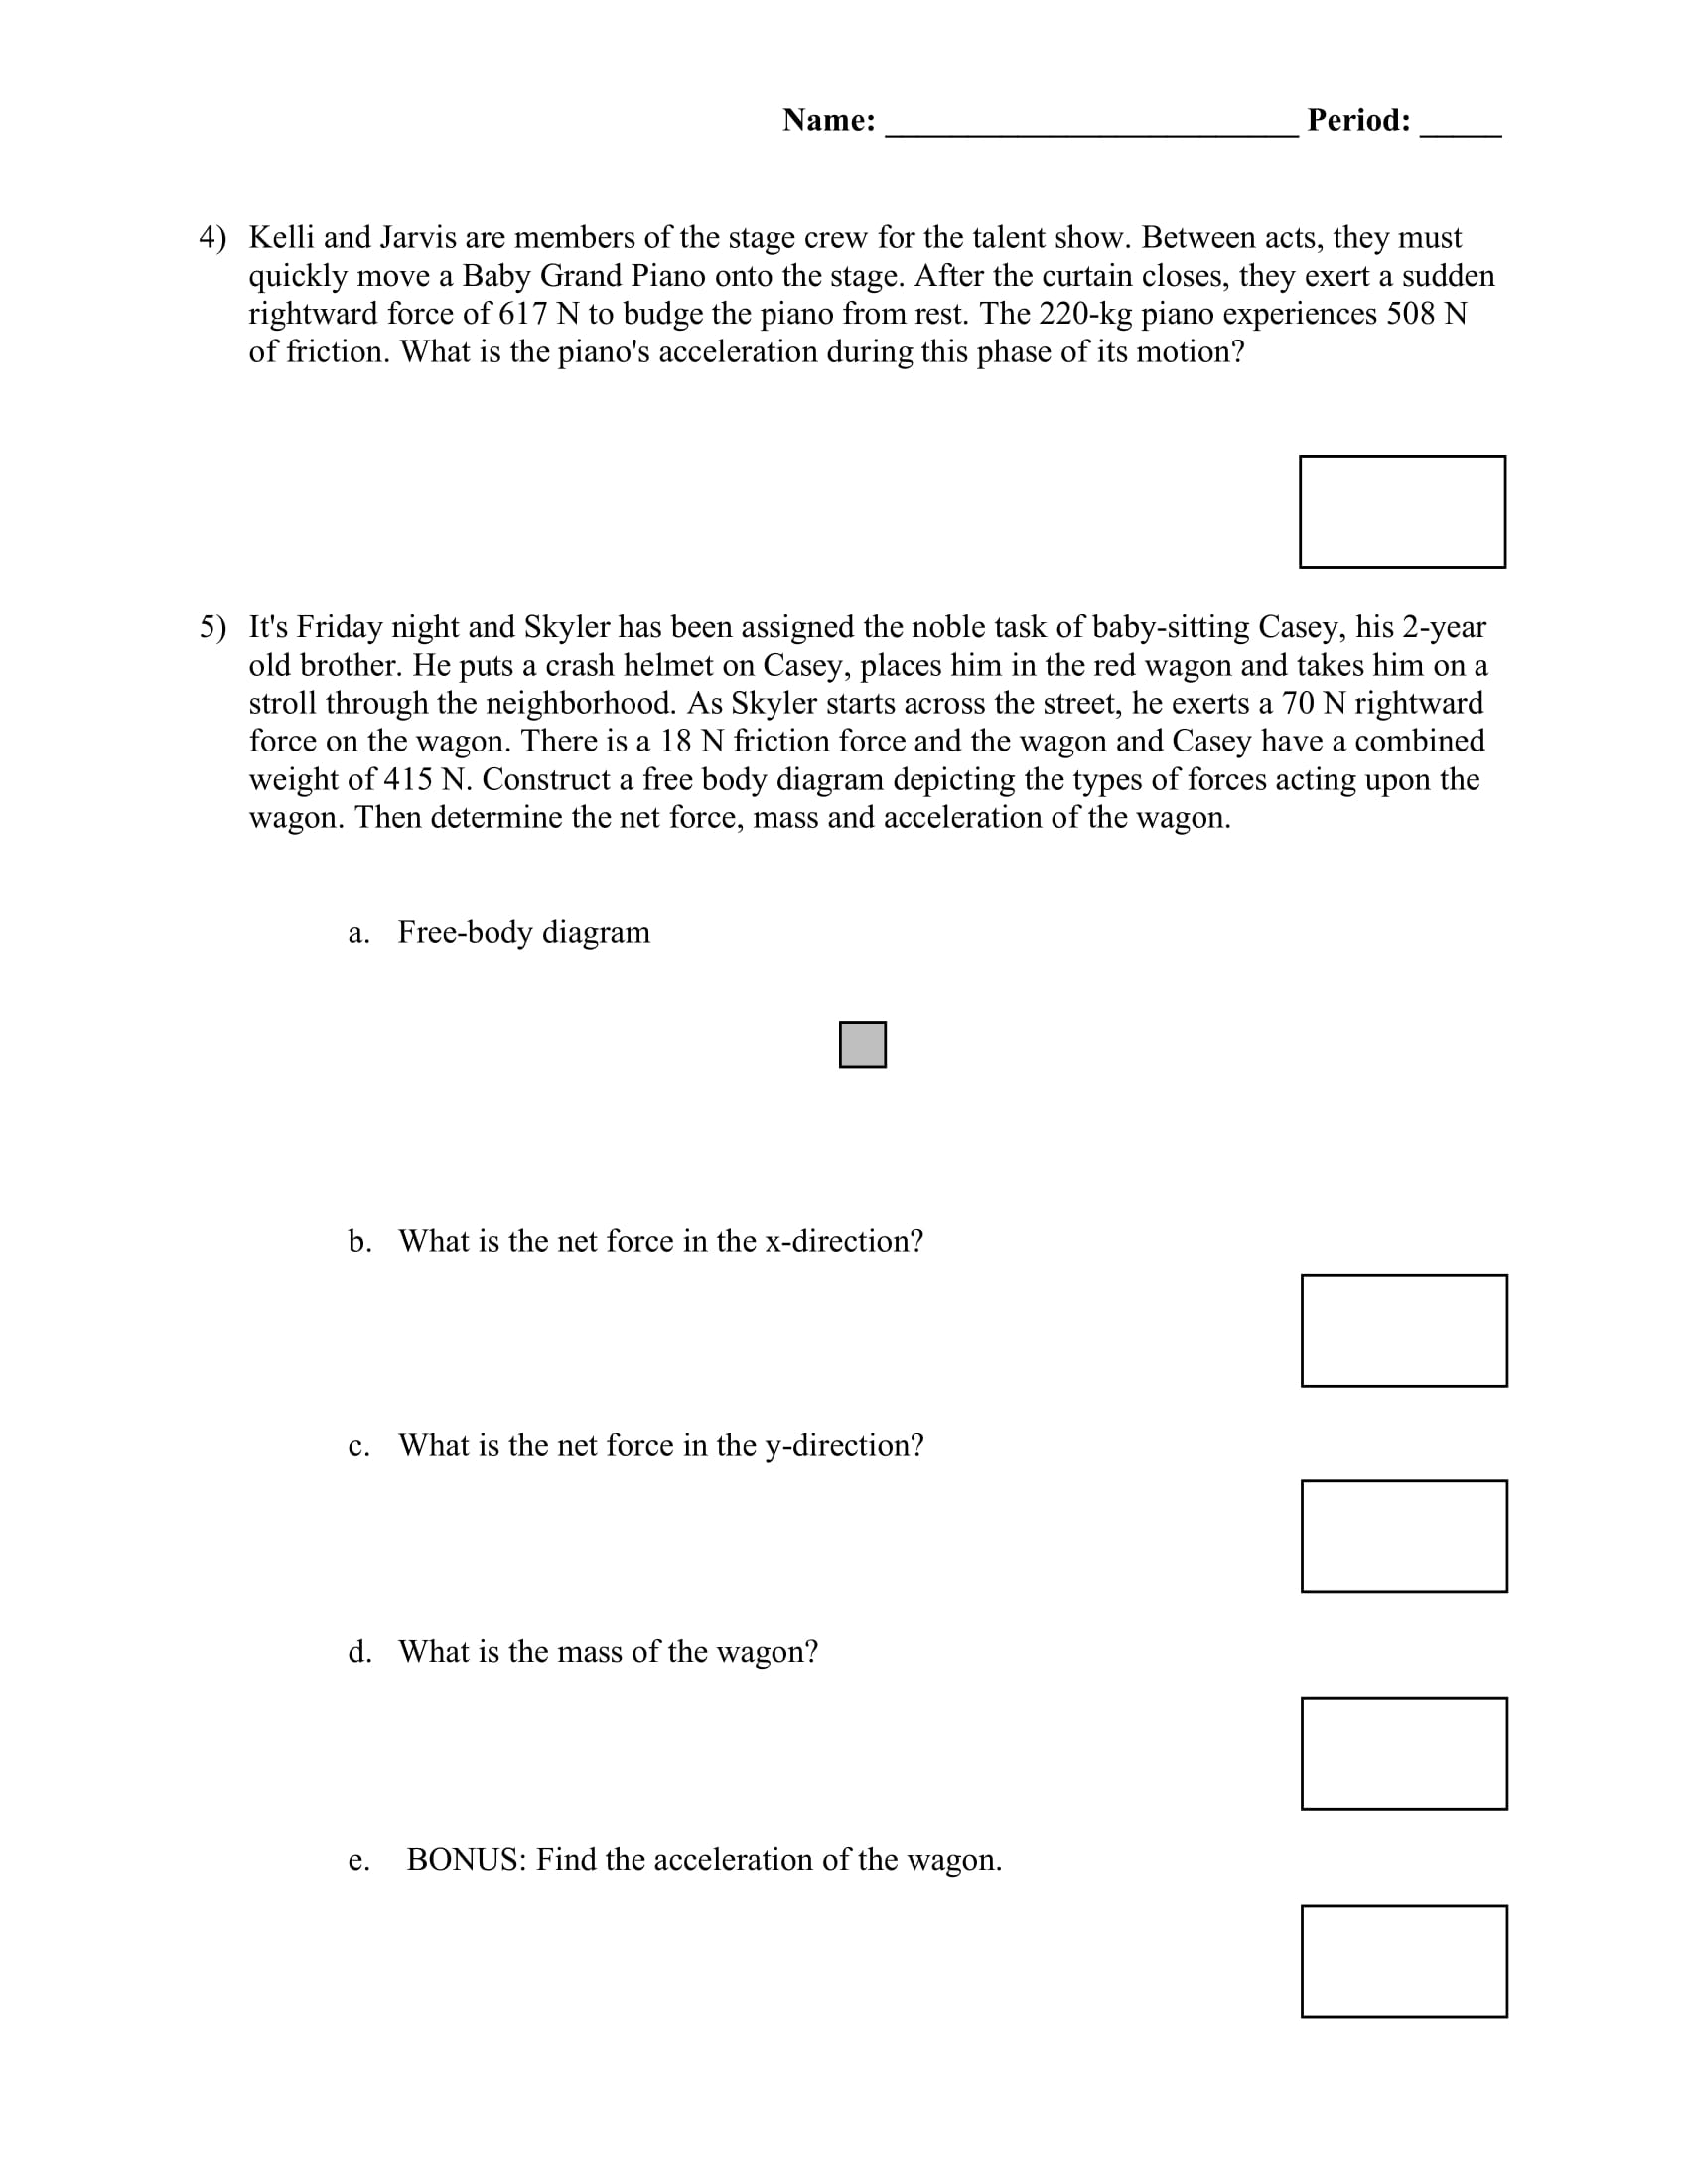 Name: _________________________ Period: _____
4) Kelli and Jarvis are members of the stage crew for the talent show. Between acts, they must
quickly move a Baby Grand Piano onto the stage. After the curtain closes, they exert a sudden
rightward force of 617 N to budge the piano from rest. The 220-kg piano experiences 508 N
of friction. What is the piano's acceleration during this phase of its motion?
5) It's Friday night and Skyler has been assigned the noble task of baby-sitting Casey, his 2-year
old brother. He puts a crash helmet on Casey, places him in the red wagon and takes him on a
stroll through the neighborhood. As Skyler starts across the street, he exerts a 70 N rightward
force on the wagon. There is a 18 N friction force and the wagon and Casey have a combined
weight of 415 N. Construct a free body diagram depicting the types of forces acting upon the
wagon. Then determine the net force, mass and acceleration of the wagon.
a. Free-body diagram
b. What is the net force in the x-direction?
c. What is the net force in the y-direction?
d. What is the mass of the wagon?
e. BONUS: Find the acceleration of the wagon.